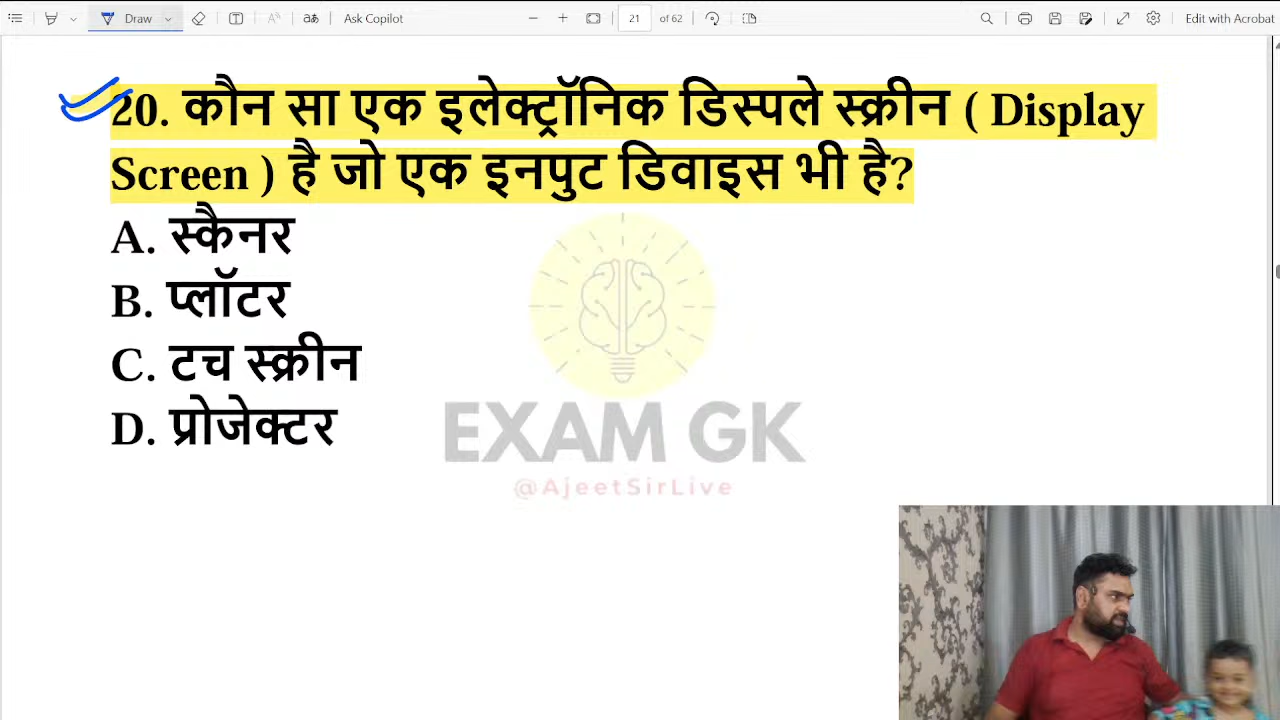 Draw
Ask Copilot
21 of 62
Edit with Acrobat
20. कौन सा एक इलेक्ट्रॉनिक डिस्पले स्क्रीन ( Display
Screen ) है जो एक इनपुट डिवाइस भी है?
A. स्कैनर
B. प्लॉटर
C. टच स्क्रीन
D. प्रोजेक्टर
EXAM GK
@AjeetSirLive